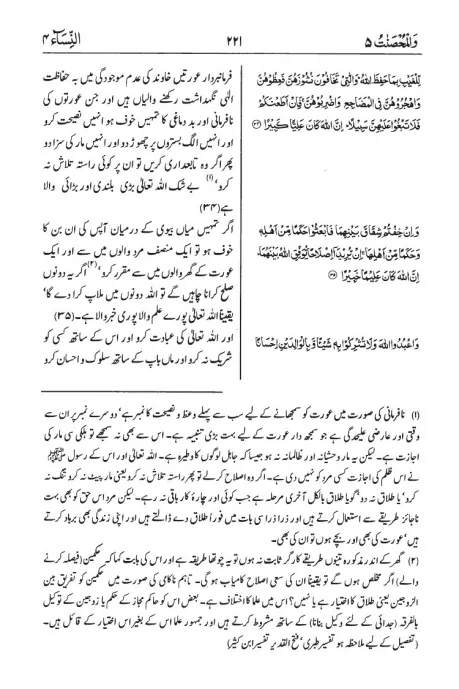 وَالْمُحْصَنٰتُ ۵
۲۲۱
النِّسَآء ۴
لِّلْغَيْبِ بِمَا حَفِظَ اللّٰهُ وَالّٰتِيْ تَخَافُوْنَ نُشُوْزَهُنَّ فَعِظُوْهُنَّ
وَاهْجُرُوْهُنَّ فِي الْمَضَاجِعِ وَاضْرِبُوْهُنَّ فَاِنْ اَطَعْنَكُمْ
فَلَا تَبْغُوْا عَلَيْهِنَّ سَبِيْلًا اِنَّ اللّٰهَ كَانَ عَلِيًّا كَبِيْرًا ﴿۳۴﴾
وَاِنْ خِفْتُمْ شِقَاقَ بَيْنِهِمَا فَابْعَثُوْا حَكَمًا مِّنْ اَهْلِهٖ
وَحَكَمًا مِّنْ اَهْلِهَا اِنْ يُّرِيْدَآ اِصْلَاحًا يُّوَفِّقِ اللّٰهُ بَيْنَهُمَا
اِنَّ اللّٰهَ كَانَ عَلِيْمًا خَبِيْرًا ﴿۳۵﴾
وَاعْبُدُوا اللّٰهَ وَلَا تُشْرِكُوْا بِهٖ شَيْئًا وَّبِالْوَالِدَيْنِ اِحْسَانًا
فرمانبردار عورتیں خاوند کی عدم موجودگی میں بہ حفاظت
الٰہی نگہداشت رکھنے والیاں ہیں اور جن عورتوں کی
نافرمانی اور بد دماغی کا تمہیں خوف ہو انہیں نصیحت کرو
اور انہیں الگ بستروں پر چھوڑ دو اور انہیں مار کی سزا دو
پھر اگر وہ تابعداری کریں تو ان پر کوئی راستہ تلاش نہ
کرو،(۱) بے شک اللہ تعالیٰ بڑی بلندی اور بڑائی والا
ہے (۳۴)
اگر تمہیں میاں بیوی کے درمیان آپس کی ان بن کا
خوف ہو تو ایک منصف مرد والوں میں سے اور ایک
عورت کے گھر والوں میں سے مقرر کرو،(۲) اگر یہ دونوں
صلح کرانا چاہیں گے تو اللہ دونوں میں ملاپ کرا دے گا،
یقیناً اللہ تعالیٰ پورے علم والا پوری خبر والا ہے۔ (۳۵)
اور اللہ تعالیٰ کی عبادت کرو اور اس کے ساتھ کسی کو
شریک نہ کرو اور ماں باپ کے ساتھ سلوک و احسان کرو
(۱) نافرمانی کی صورت میں عورت کو سمجھانے کے لیے سب سے پہلے وعظ و نصیحت کا نمبر ہے، دوسرے نمبر پر ان سے
وقتی اور عارضی علیحدگی ہے جو سمجھ دار عورت کے لیے بہت بڑی تنبیہ ہے۔ اس سے بھی نہ سمجھے تو ہلکی سی مار کی
اجازت ہے۔ لیکن یہ مار وحشیانہ اور ظالمانہ نہ ہو جیسا کہ جاہل لوگوں کا وطیرہ ہے۔ اللہ تعالیٰ اور اس کے رسول ﷺ
نے اس ظلم کی اجازت کسی مرد کو نہیں دی ہے۔ اگر وہ اصلاح کرلے تو پھر راستہ تلاش نہ کرو یعنی مار پیٹ نہ کرو تنگ نہ
کرو، یا طلاق نہ دو، گویا طلاق بالکل آخری مرحلہ ہے جب کوئی اور چارۂ کار باقی نہ رہے۔ لیکن مرد اس حق کو بھی بہت
ناجائز طریقے سے استعمال کرتے ہیں اور ذرا ذرا سی بات میں فوراً طلاق دے ڈالتے ہیں اور اپنی زندگی بھی برباد کرتے
ہیں، عورت کی بھی اور بچے ہوں تو ان کی بھی۔
(۲) گھر کے اندر مذکورہ تینوں طریقے کارگر ثابت نہ ہوں تو یہ چوتھا طریقہ ہے اور اس کی بابت کہا کہ حکمین (فیصلہ کرنے
والے) اگر مخلص ہوں گے تو یقیناً ان کی سعی اصلاح کامیاب ہوگی۔ تاہم ناکامی کی صورت میں حکمین کو تفریق بین
الزوجین یعنی طلاق کا اختیار ہے یا نہیں؟ اس میں علما کا اختلاف ہے۔ بعض اس کو حاکم مجاز کے حکم یا زوجین کے توکیل
بالفرقہ (جدائی کے لئے وکیل بنانا) کے ساتھ مشروط کرتے ہیں اور جمہور علما اس کے بغیر اس اختیار کے قائل ہیں۔
(تفصیل کے لیے ملاحظہ ہو تفسیر طبری، فتح القدیر، تفسیر ابن کثیر)